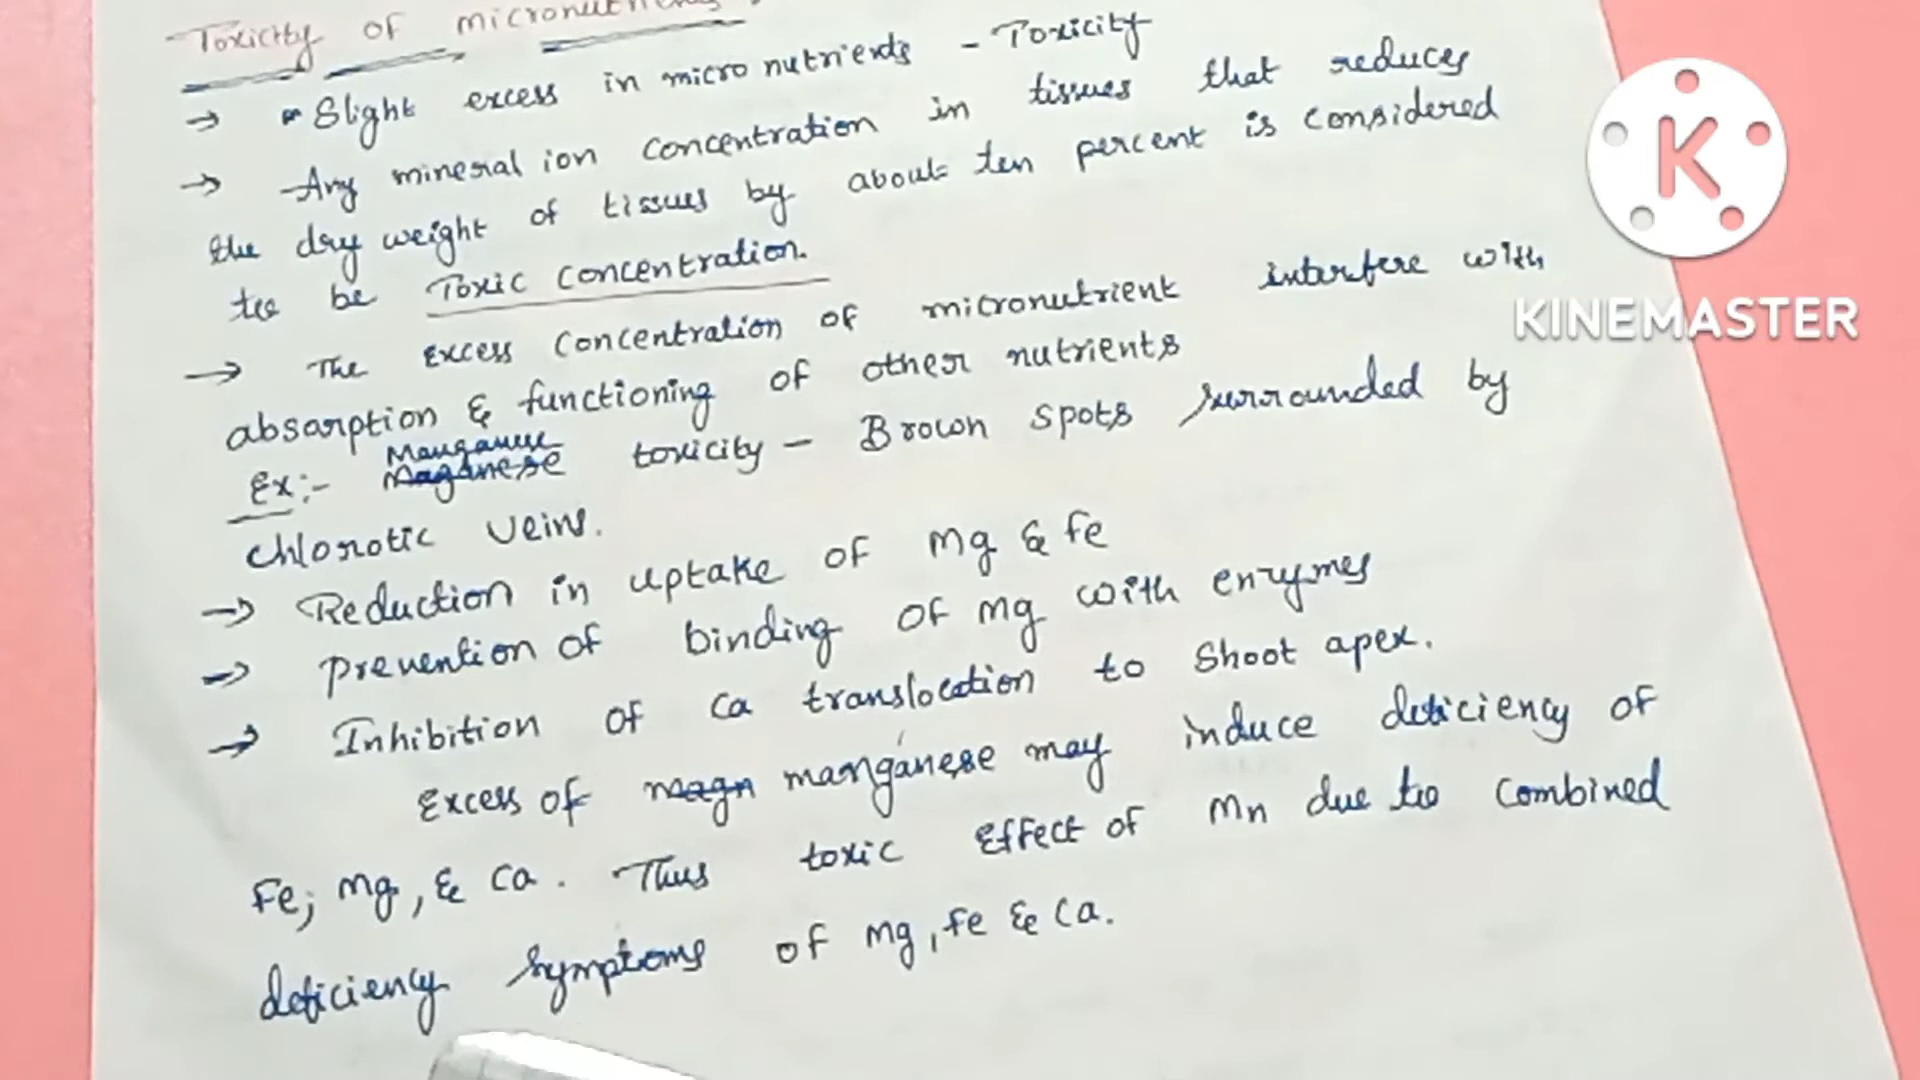 Toxicity of micronutrients
→ Slight excess in micro nutrients - Toxicity
→ Any mineral ion concentration in tissues that reduces
the dry weight of tissues by about ten percent is considered
to be Toxic concentration.
→ The Excess concentration of micronutrient interfere with
absorption & functioning of other nutrients
Ex:- Maganese Manganese toxicity - Brown spots surrounded by
chlorotic veins.
→ Reduction in uptake of Mg & Fe
→ prevention of binding of Mg with enzymes
→ Inhibition of Ca translocation to shoot apex.
Excess of magn manganese may induce deficiency of
Fe, Mg, & Ca. Thus toxic Effect of Mn due to combined
deficiency symptoms of Mg, Fe & Ca.
K
KINEMASTER